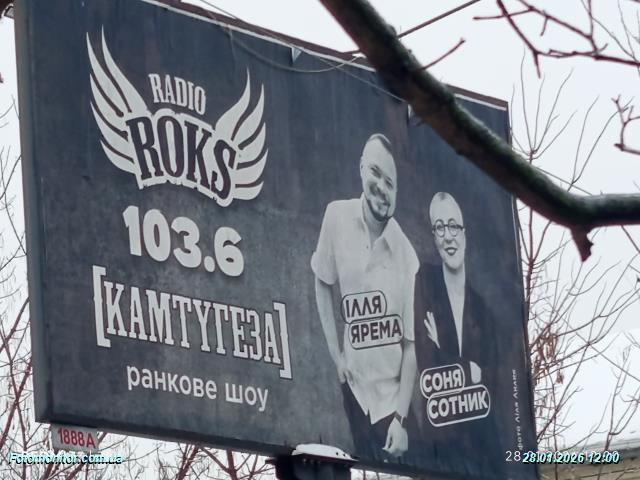 RADIO
ROKS
103.6
[КАМТУГЕЗА]
ранкове шоу
ІЛЛЯ
ЯРЕМА
СОНЯ
СОТНИК
1888A
Fotomonitor.com.ua
28.01.2026 12:00